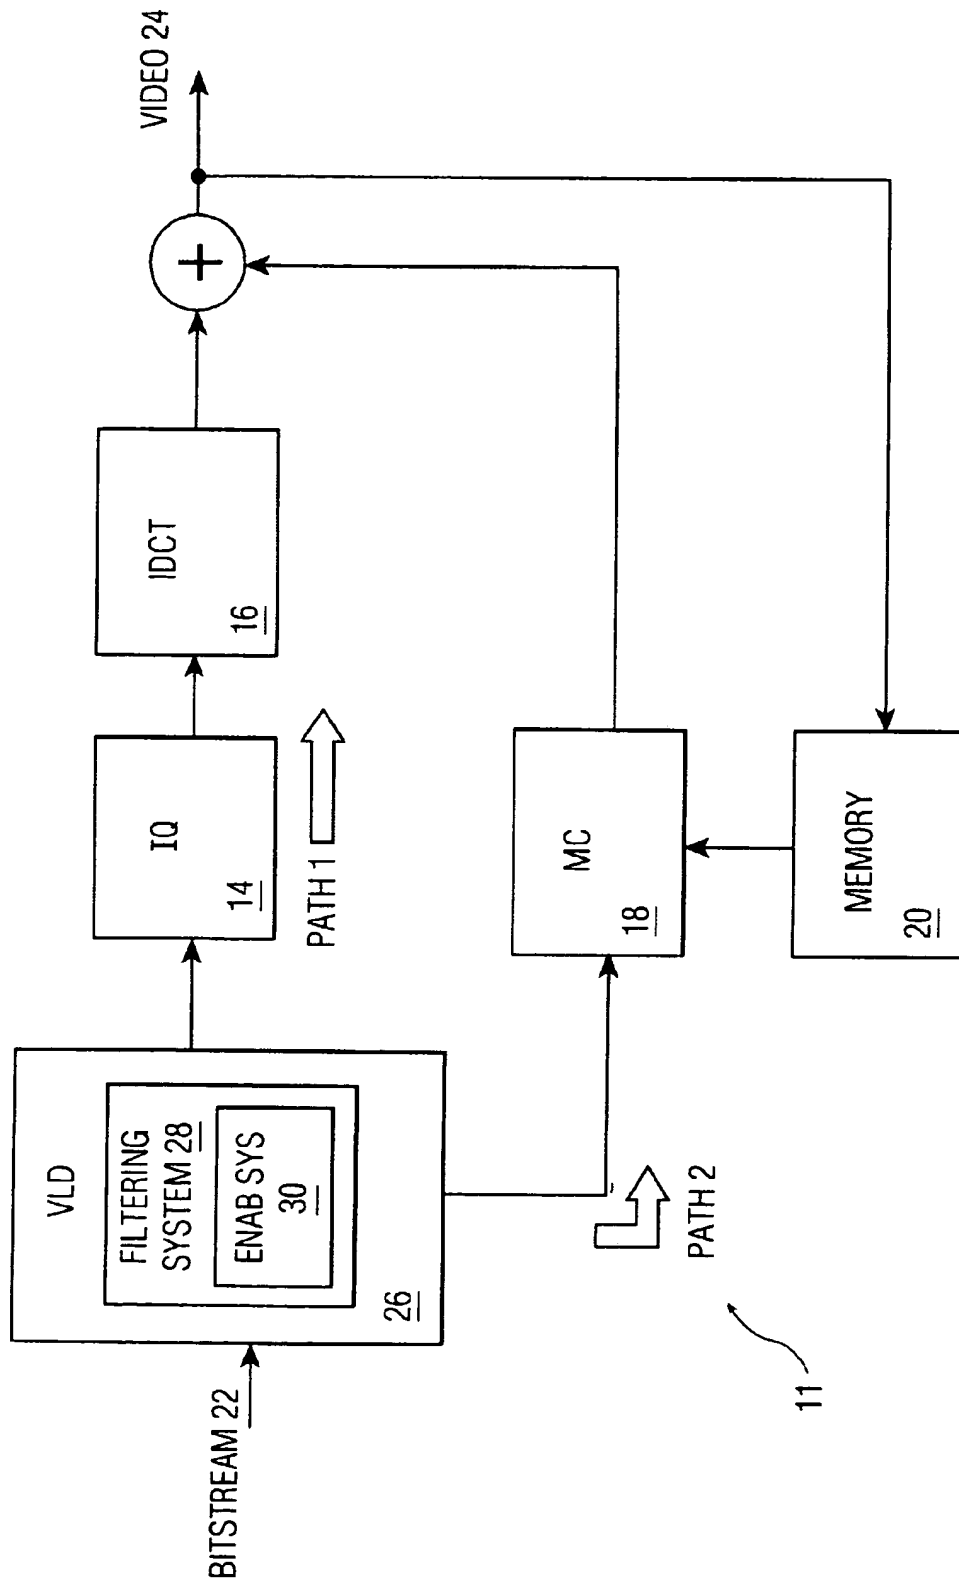 BITSTREAM 22
VLD
FILTERING
SYSTEM 28
ENAB SYS
30
26
IQ
14
PATH 1
IDCT
16
+
VIDEO 24
PATH 2
MC
18
MEMORY
20
11